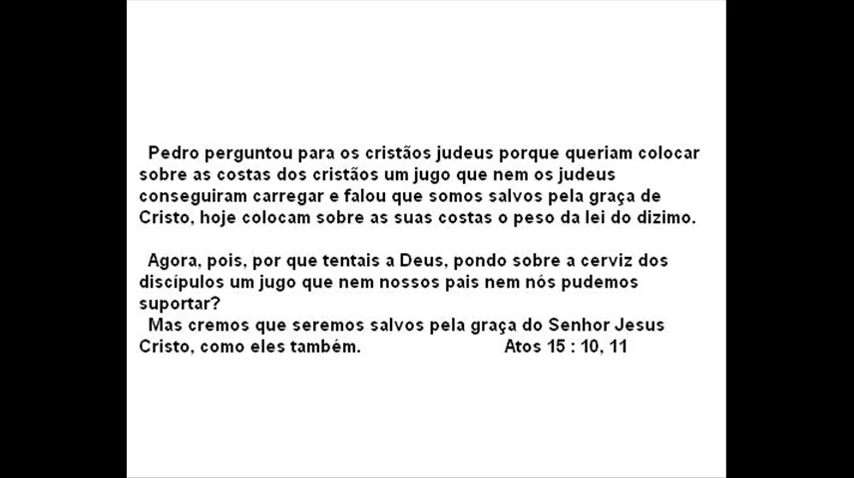 Pedro perguntou para os cristãos judeus porque queriam colocar
sobre as costas dos cristãos um jugo que nem os judeus
conseguiram carregar e falou que somos salvos pela graça de
Cristo, hoje colocam sobre as suas costas o peso da lei do dizimo.
Agora, pois, por que tentais a Deus, pondo sobre a cerviz dos
discípulos um jugo que nem nossos pais nem nós pudemos
suportar?
Mas cremos que seremos salvos pela graça do Senhor Jesus
Cristo, como eles também. Atos 15 : 10, 11